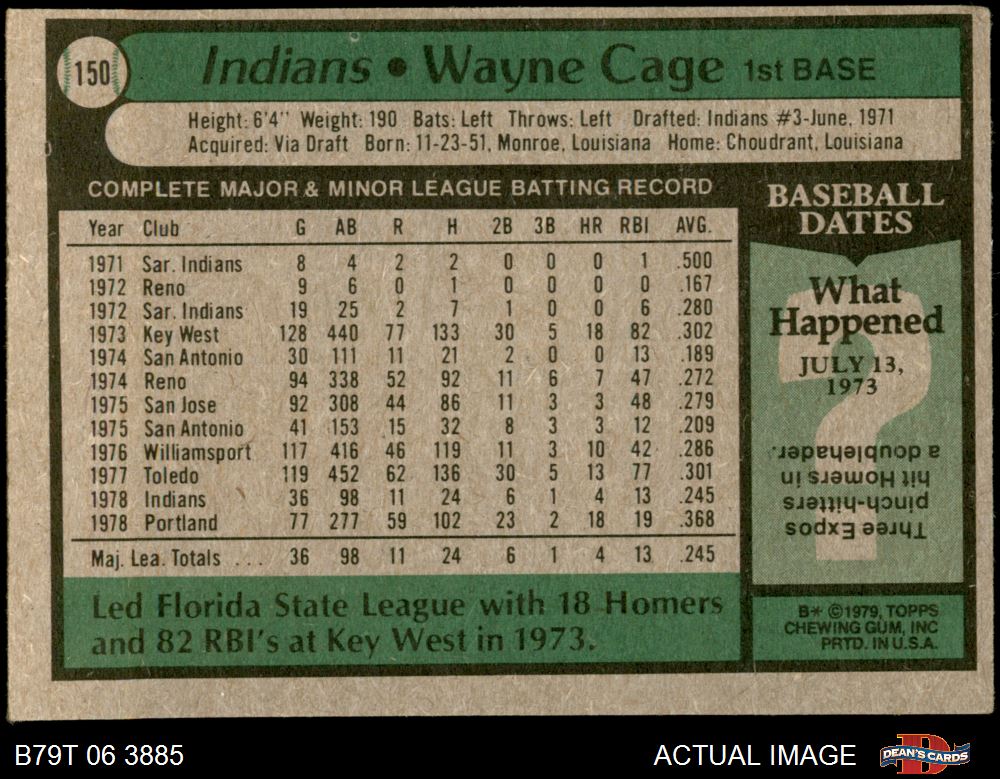 150
Indians • Wayne Cage 1st BASE
Height: 6'4" Weight: 190 Bats: Left Throws: Left Drafted: Indians #3-June, 1971
Acquired: Via Draft Born: 11-23-51, Monroe, Louisiana Home: Choudrant, Louisiana
COMPLETE MAJOR & MINOR LEAGUE BATTING RECORD
Year Club G AB R H 2B 3B HR RBI AVG.
1971 Sar. Indians 8 4 2 2 0 0 0 1 .500
1972 Reno 9 6 0 1 0 0 0 0 .167
1972 Sar. Indians 19 25 2 7 1 0 0 6 .280
1973 Key West 128 440 77 133 30 5 18 82 .302
1974 San Antonio 30 111 11 21 2 0 0 13 .189
1974 Reno 94 338 52 92 11 6 7 47 .272
1975 San Jose 92 308 44 86 11 3 3 48 .279
1975 San Antonio 41 153 15 32 8 3 3 12 .209
1976 Williamsport 117 416 46 119 11 3 10 42 .286
1977 Toledo 119 452 62 136 30 5 13 77 .301
1978 Indians 36 98 11 24 6 1 4 13 .245
1978 Portland 77 277 59 102 23 2 18 19 .368
Maj. Lea. Totals ... 36 98 11 24 6 1 4 13 .245
Led Florida State League with 18 Homers
and 82 RBI's at Key West in 1973.
BASEBALL
DATES
What
Happened
JULY 13,
1973
Three Expos
pinch-hitters
hit Homers in
a doubleheader.
B* ©1979, TOPPS
CHEWING GUM, INC
PRTD. IN U.S.A.
B79T 06 3885
ACTUAL IMAGE
DEAN'S CARDS